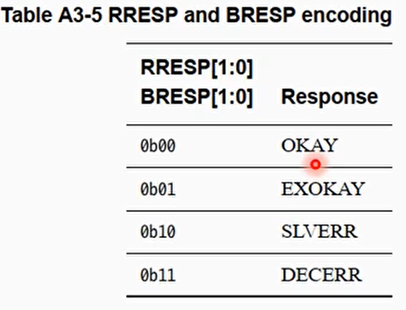 Table A3-5 RRESP and BRESP encoding
RRESP[1:0]
BRESP[1:0] Response
0b00 OKAY
0b01 EXOKAY
0b10 SLVERR
0b11 DECERR